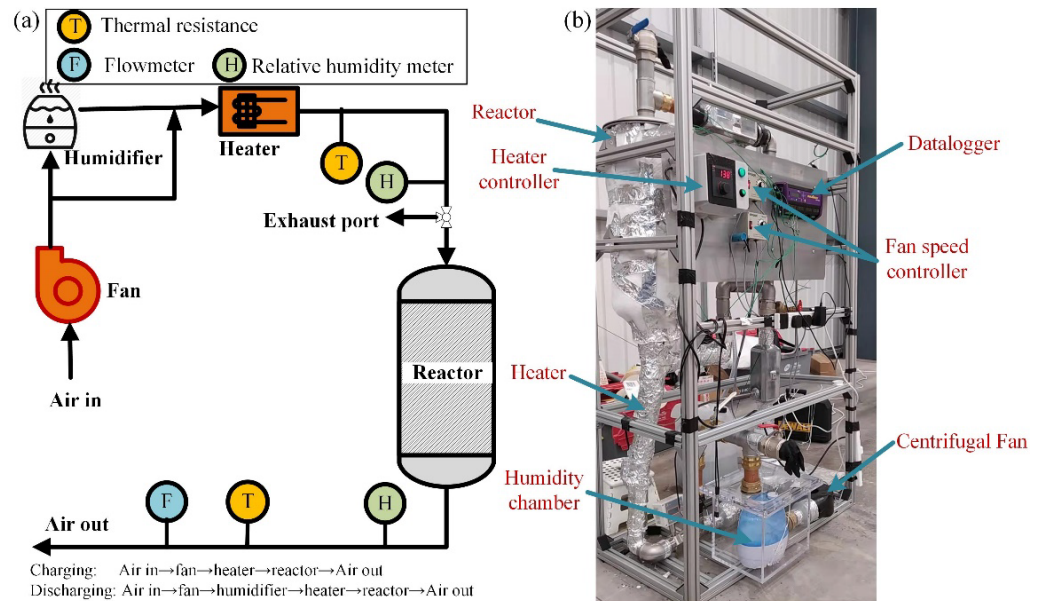 (a)
T Thermal resistance
F Flowmeter H Relative humidity meter
Humidifier
Heater
T
H
Exhaust port
Fan
Reactor
Air in
F T H
Air out
Charging: Air in→fan→heater→reactor→Air out
Discharging: Air in→fan→humidifier→heater→reactor→Air out
(b)
Reactor
Heater
controller
Datalogger
Fan speed
controller
Heater
Centrifugal Fan
Humidity
chamber